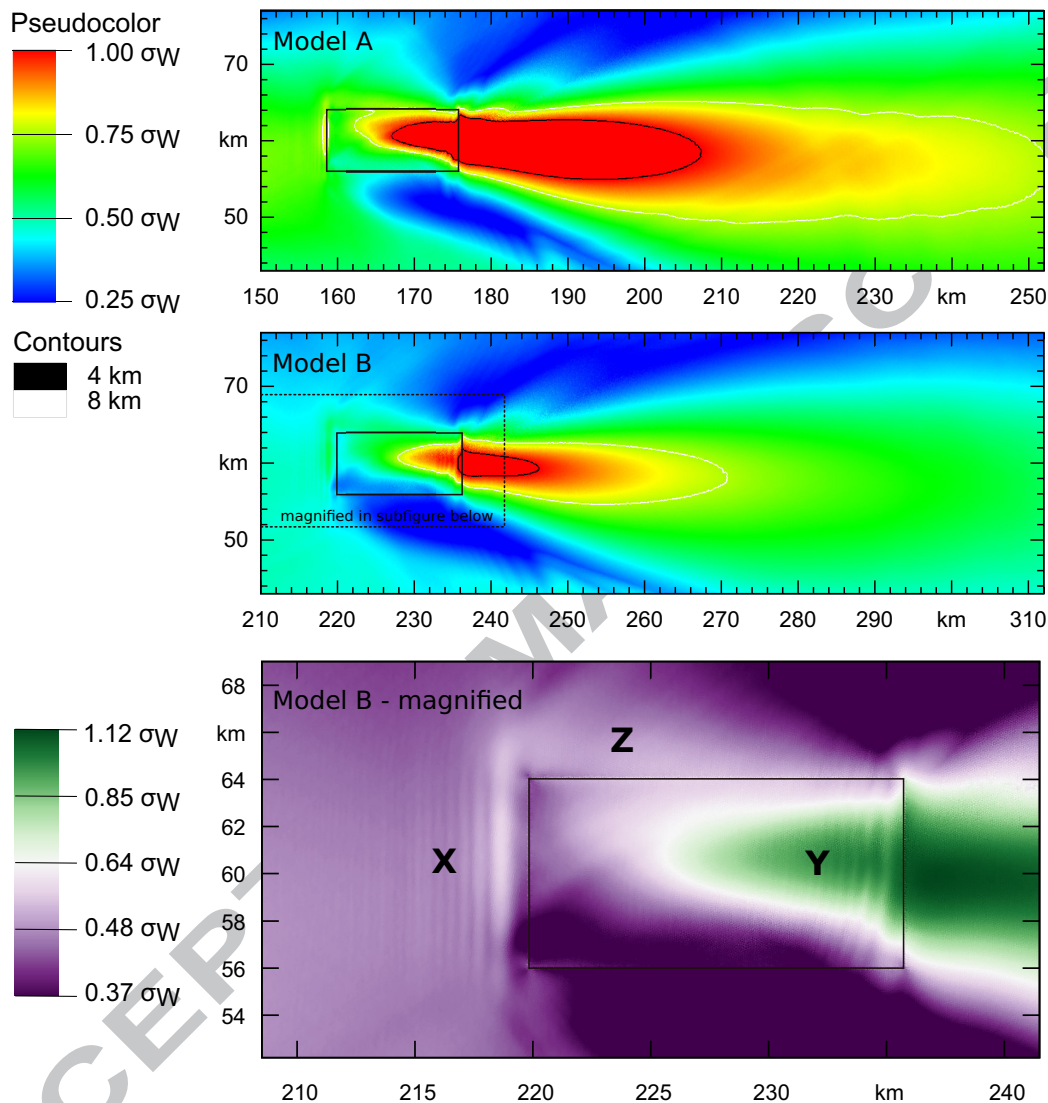 Pseudocolor
1.00 σW
0.75 σW
0.50 σW
0.25 σW
Contours
4 km
8 km
Model A
70
km
50
150 160 170 180 190 200 210 220 230 km 250
Model B
70
km
50
magnified in subfigure below
210 220 230 240 250 260 270 280 290 km 310
Model B - magnified
1.12 σW
0.85 σW
0.64 σW
0.48 σW
0.37 σW
68
km
64
62
60
58
56
54
X
Y
Z
210 215 220 225 230 km 240